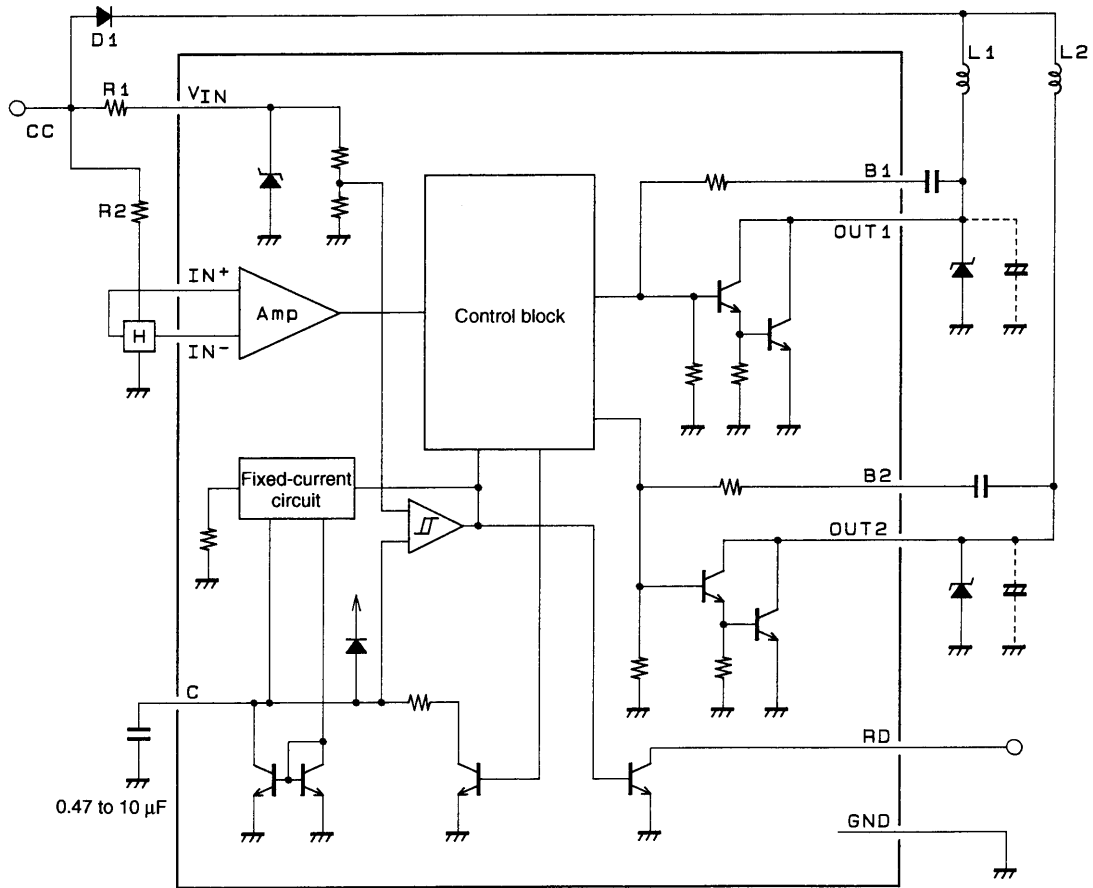 D1
L1
L2
R1
VIN
CC
B1
R2
OUT1
IN+
Amp
Control block
H
IN-
Fixed-current
circuit
B2
OUT2
C
RD
0.47 to 10 μF
GND